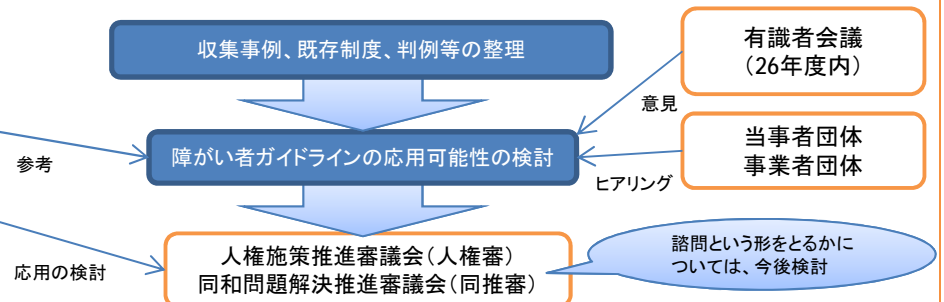 収集事例、既存制度、判例等の整理
有識者会議
（26年度内）
意見
障がい者ガイドラインの応用可能性の検討
当事者団体
事業者団体
参考
ヒアリング
人権施策推進審議会（人権審）
同和問題解決推進審議会（同推審）
諮問という形をとるかに
ついては、今後検討
応用の検討